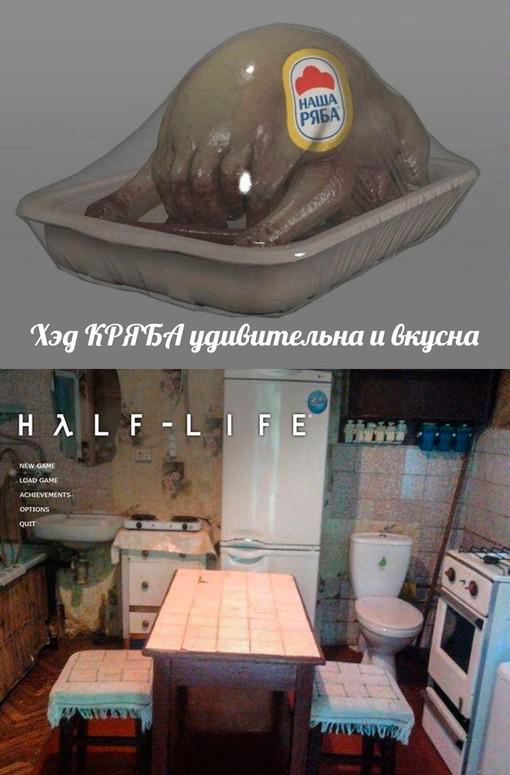 НАША
РЯБА
Хэд КРЯБА удивительна и вкусна
HλLF-LIFE
NEW GAME
LOAD GAME
ACHIEVEMENTS
OPTIONS
QUIT